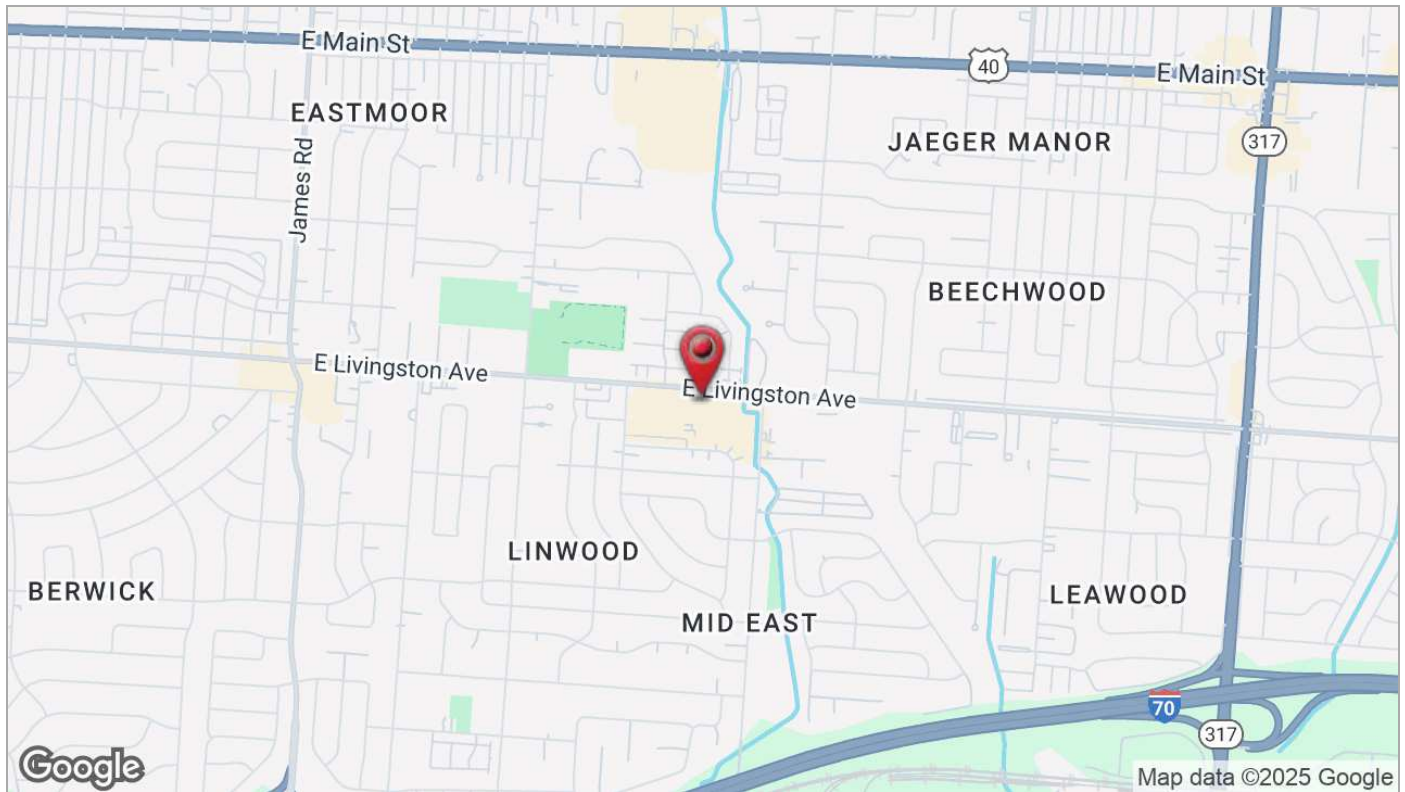 E Main St
40
E Main St
EASTMOOR
JAEGER MANOR
317
James Rd
BEECHWOOD
E Livingston Ave
E Livingston Ave
LINWOOD
BERWICK
LEAWOOD
MID EAST
70
317
Google
Map data ©2025 Google